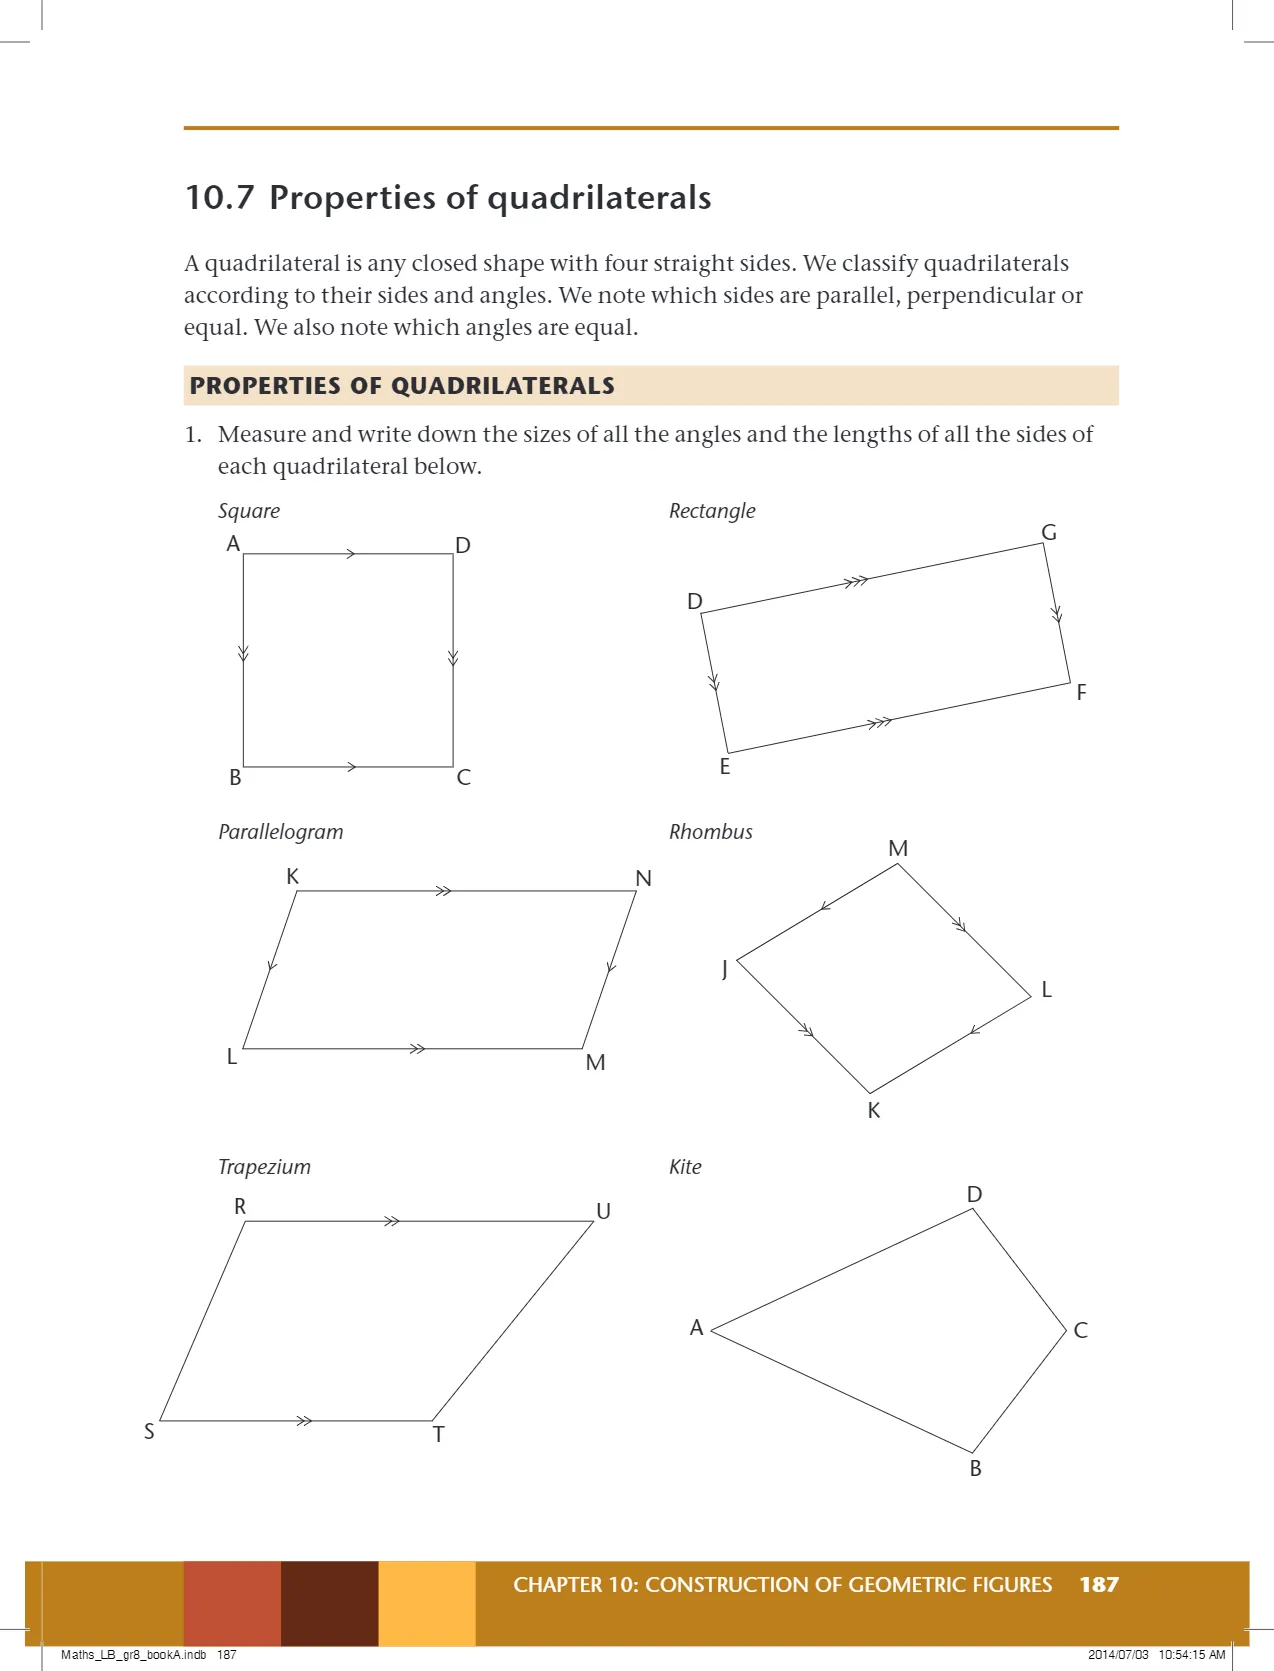 10.7 Properties of quadrilaterals
A quadrilateral is any closed shape with four straight sides. We classify quadrilaterals
according to their sides and angles. We note which sides are parallel, perpendicular or
equal. We also note which angles are equal.
PROPERTIES OF QUADRILATERALS
1. Measure and write down the sizes of all the angles and the lengths of all the sides of
each quadrilateral below.
Square
A
D
B
C
Rectangle
G
D
F
E
Parallelogram
K
N
L
M
Rhombus
M
J
L
K
Trapezium
R
U
S
T
Kite
D
A
C
B
CHAPTER 10: CONSTRUCTION OF GEOMETRIC FIGURES 187
Maths_LB_gr8_bookA.indb 187
2014/07/03 10:54:15 AM